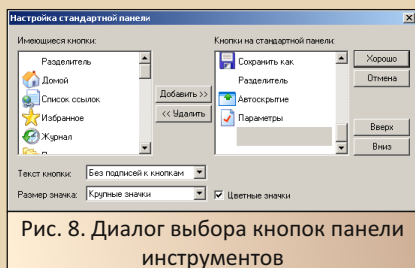 Настройка стандартной панели
Имеющиеся кнопки:
Разделитель
Домой
Список ссылок
Избранное
Журнал
Добавить >>
<< Удалить
Кнопки на стандартной панели:
Сохранить как
Разделитель
Автоскрытие
Параметры
Хорошо
Отмена
Вверх
Вниз
Текст кнопки:
Без подписей к кнопкам
Размер значка:
Крупные значки
Цветные значки
Рис. 8. Диалог выбора кнопок панели
инструментов